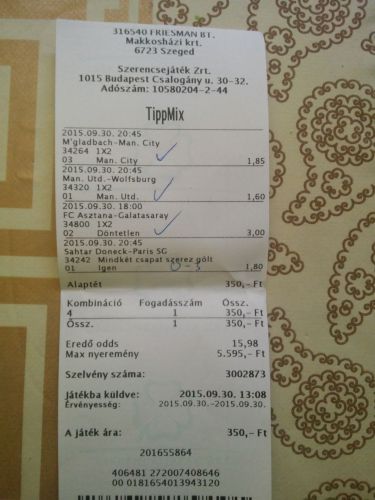 316540 FRIESMAN BT.
Makkosházi krt.
6723 Szeged
Szerencsejáték Zrt.
1015 Budapest Csalogány u. 30-32.
Adószám: 10580204-2-44
TippMix
2015.09.30. 20:45
M'gladbach-Man. City
34264 1X2
03 Man. City 1,85
2015.09.30. 20:45
Man. Utd.-Wolfsburg
34320 1X2
01 Man. Utd. 1,60
2015.09.30. 18:00
FC Asztana-Galatasaray
34800 1X2
02 Döntetlen 3,00
2015.09.30. 20:45
Sahtar Doneck-Paris SG
34242 Mindkét csapat szerez gólt
01 Igen 0-3 1,80
Alaptét 350,-Ft
Kombináció Fogadásszám Össz.
4 1 350,-Ft
Össz. 1 350,-Ft
Eredő odds 15,98
Max nyeremény 5.595,-Ft
Szelvény száma: 3002873
Játékba küldve: 2015.09.30. 13:08
Érvényesség: 2015.09.30.-2015.09.30.
A játék ára: 350,-Ft
201655864
406481 272007408646
00 0181654013943120